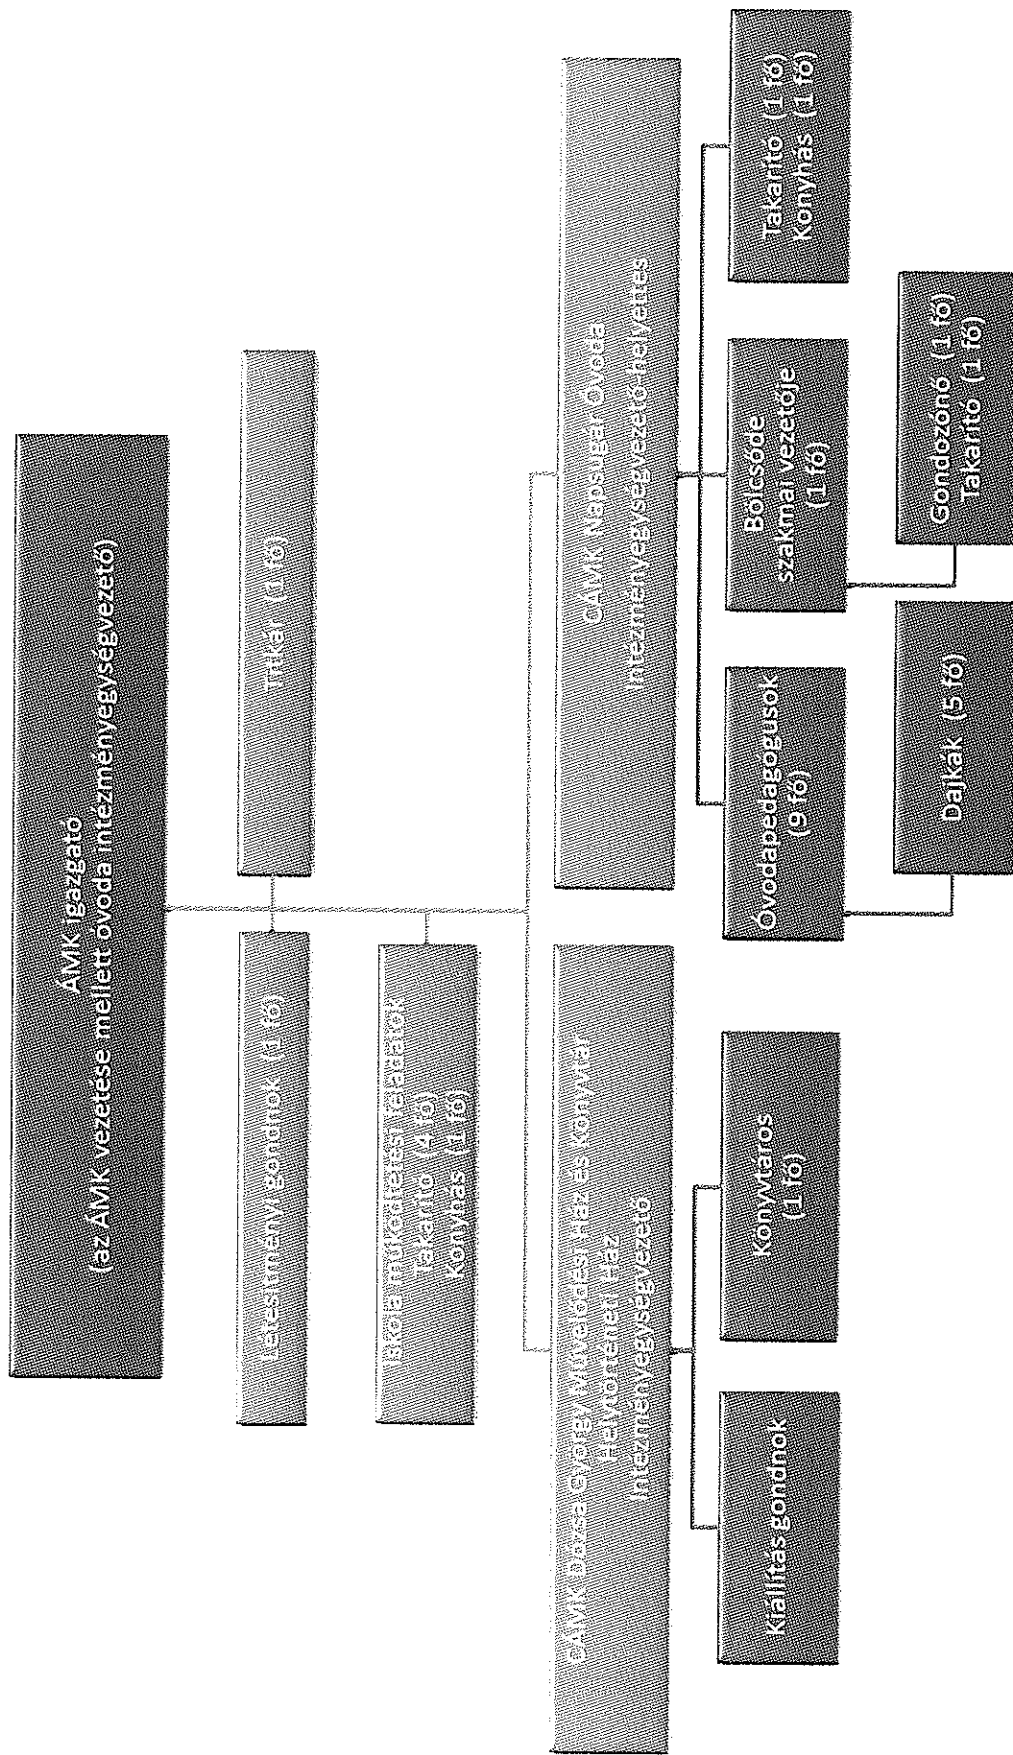 ÁMK igazgató
(az ÁMK vezetése mellett óvoda intézményegységvezető)
Létesítményi gondnok (1 fő)
Titkár (1 fő)
Iskola működtetési feladatok
Takarító (4 fő)
Konyhás (1 fő)
CÁMK Dózsa György Művelődési Ház és Könyvtár
Helytörténeti Ház
Intézményegységvezető
CÁMK Napsugár Óvoda
Intézményegységvezető-helyettes
Kiállítás gondnok
Könyvtáros
(1 fő)
Óvodapedagógusok
(9 fő)
Bölcsőde
szakmai vezetője
(1 fő)
Takarító (1 fő)
Konyhás (1 fő)
Dajkák (5 fő)
Gondozónő (1 fő)
Takarító (1 fő)